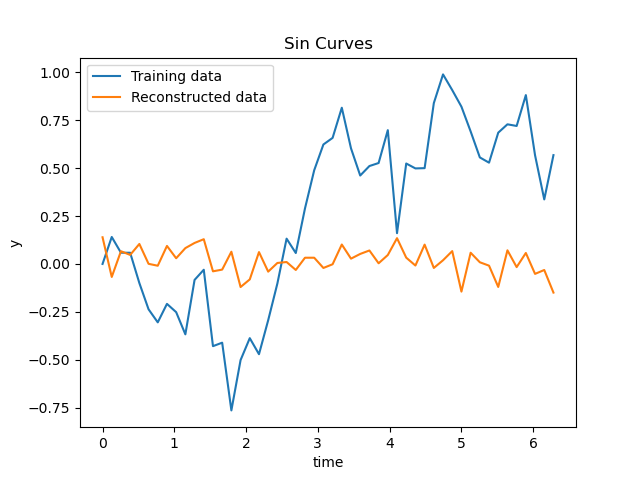 Sin Curves
Training data
Reconstructed data
1.00
0.75
0.50
0.25
0.00
−0.25
−0.50
−0.75
y
0 1 2 3 4 5 6
time